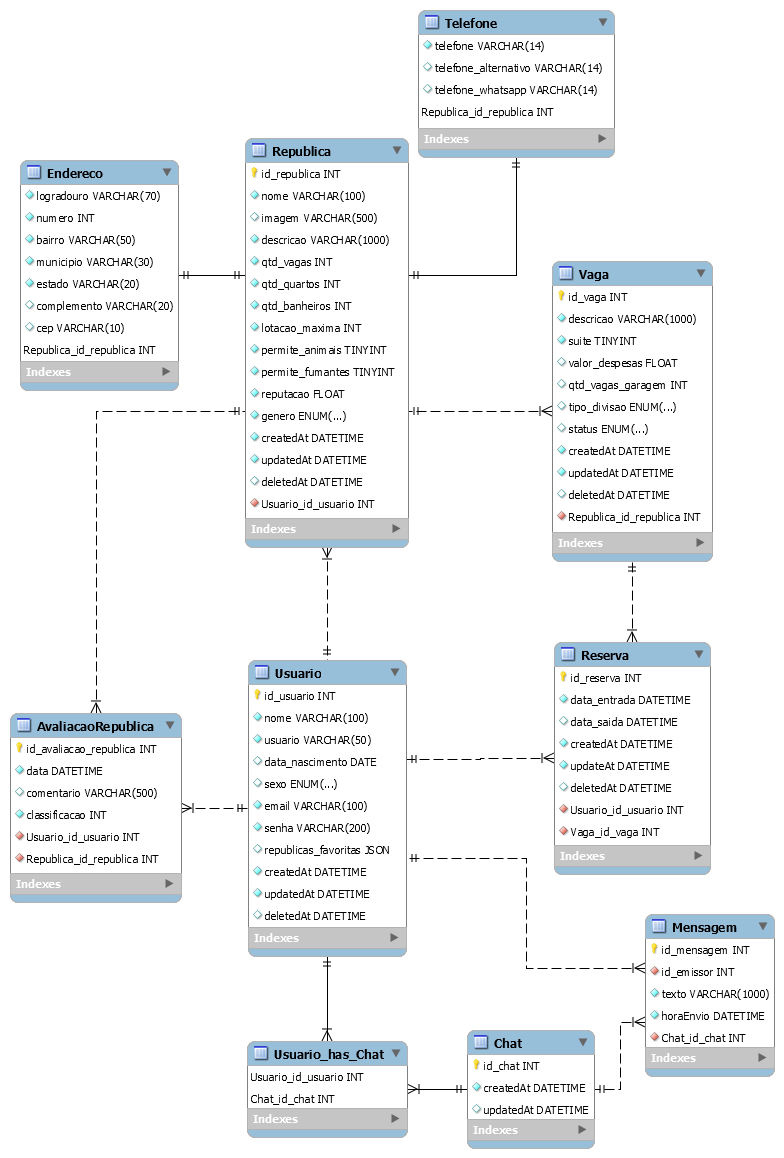 Telefone
telefone VARCHAR(14)
telefone_alternativo VARCHAR(14)
telefone_whatsapp VARCHAR(14)
Republica_id_republica INT
Indexes
Republica
id_republica INT
nome VARCHAR(100)
imagem VARCHAR(500)
descricao VARCHAR(1000)
qtd_vagas INT
qtd_quartos INT
qtd_banheiros INT
lotacao_maxima INT
permite_animais TINYINT
permite_fumantes TINYINT
reputacao FLOAT
genero ENUM(...)
createdAt DATETIME
updatedAt DATETIME
deletedAt DATETIME
Usuario_id_usuario INT
Indexes
Endereco
logradouro VARCHAR(70)
numero INT
bairro VARCHAR(50)
municipio VARCHAR(30)
estado VARCHAR(20)
complemento VARCHAR(20)
cep VARCHAR(10)
Republica_id_republica INT
Indexes
Vaga
id_vaga INT
descricao VARCHAR(1000)
suite TINYINT
valor_despesas FLOAT
qtd_vagas_garagem INT
tipo_divisao ENUM(...)
status ENUM(...)
createdAt DATETIME
updatedAt DATETIME
deletedAt DATETIME
Republica_id_republica INT
Indexes
Usuario
id_usuario INT
nome VARCHAR(100)
usuario VARCHAR(50)
data_nascimento DATE
sexo ENUM(...)
email VARCHAR(100)
senha VARCHAR(200)
republicas_favoritas JSON
createdAt DATETIME
updatedAt DATETIME
deletedAt DATETIME
Indexes
Reserva
id_reserva INT
data_entrada DATETIME
data_saida DATETIME
createdAt DATETIME
updateAt DATETIME
deletedAt DATETIME
Usuario_id_usuario INT
Vaga_id_vaga INT
Indexes
AvaliacaoRepublica
id_avaliacao_republica INT
data DATETIME
comentario VARCHAR(500)
classificacao INT
Usuario_id_usuario INT
Republica_id_republica INT
Indexes
Mensagem
id_mensagem INT
id_emissor INT
texto VARCHAR(1000)
horaEnvio DATETIME
Chat_id_chat INT
Indexes
Usuario_has_Chat
Usuario_id_usuario INT
Chat_id_chat INT
Indexes
Chat
id_chat INT
createdAt DATETIME
updatedAt DATETIME
Indexes